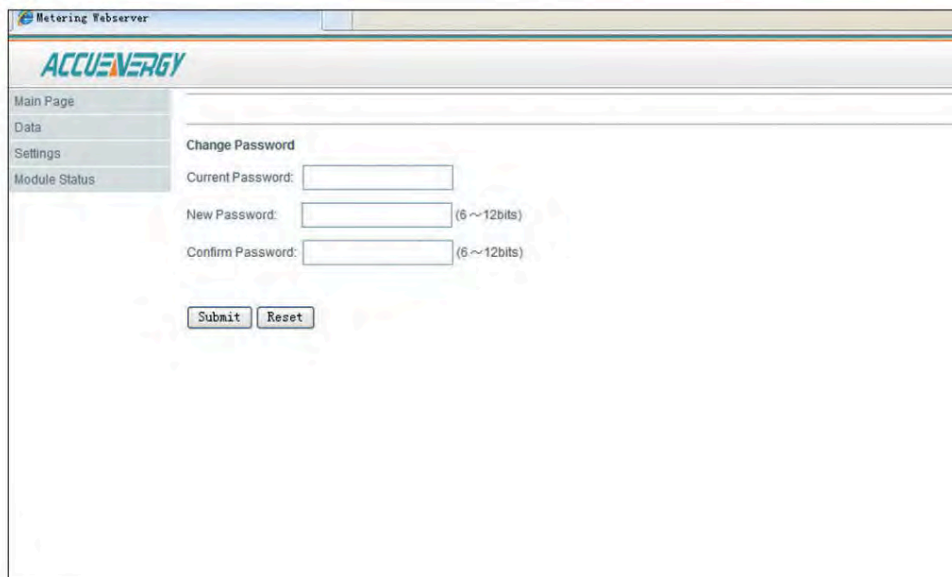 Metering Webserver
ACCUENERGY
Main Page
Data
Settings
Module Status
Change Password
Current Password:
New Password: (6～12bits)
Confirm Password: (6～12bits)
Submit Reset